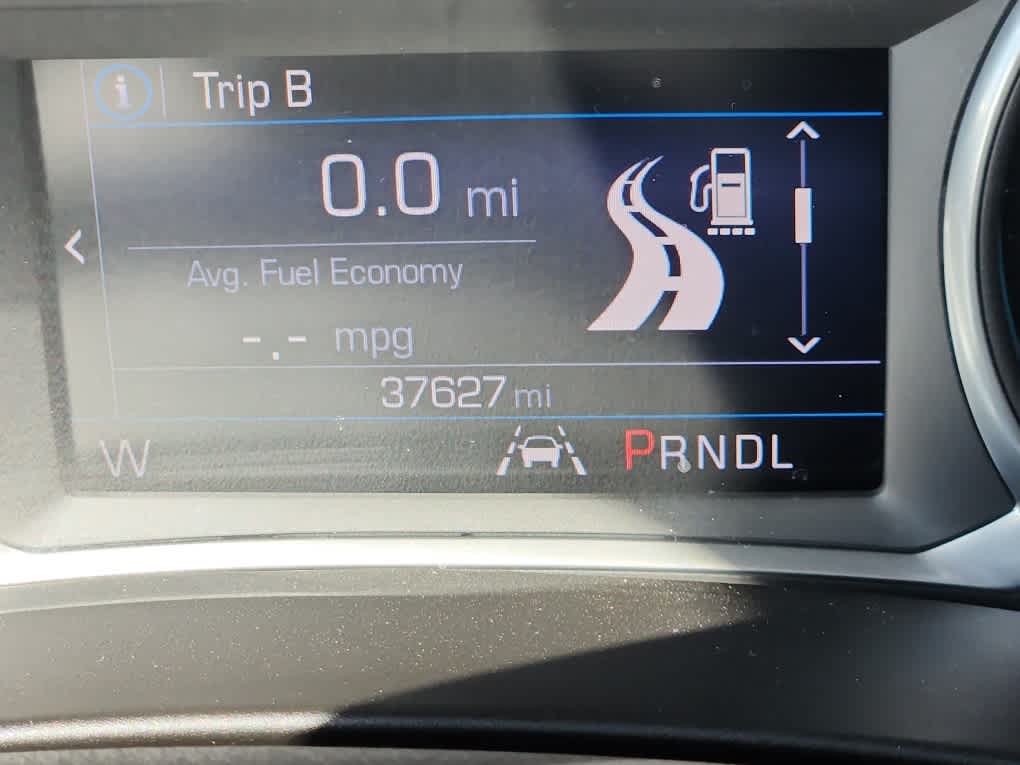 i Trip B
0.0 mi
Avg. Fuel Economy
-.- mpg
37627 mi
W PRNDL